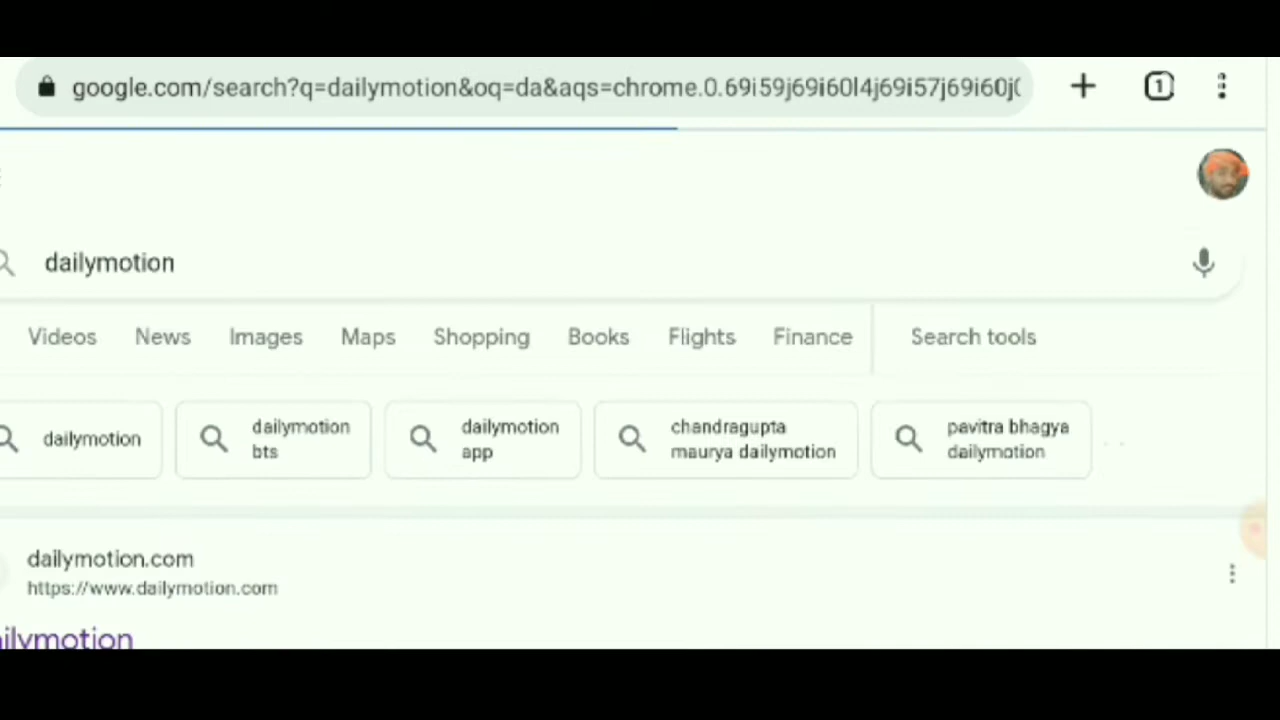 google.com/search?q=dailymotion&oq=da&aqs=chrome.0.69i59j69i60l4j69i57j69i60j(
1
dailymotion
Videos News Images Maps Shopping Books Flights Finance Search tools
dailymotion
dailymotion
bts
dailymotion
app
chandragupta
maurya dailymotion
pavitra bhagya
dailymotion
dailymotion.com
https://www.dailymotion.com
ailymotion